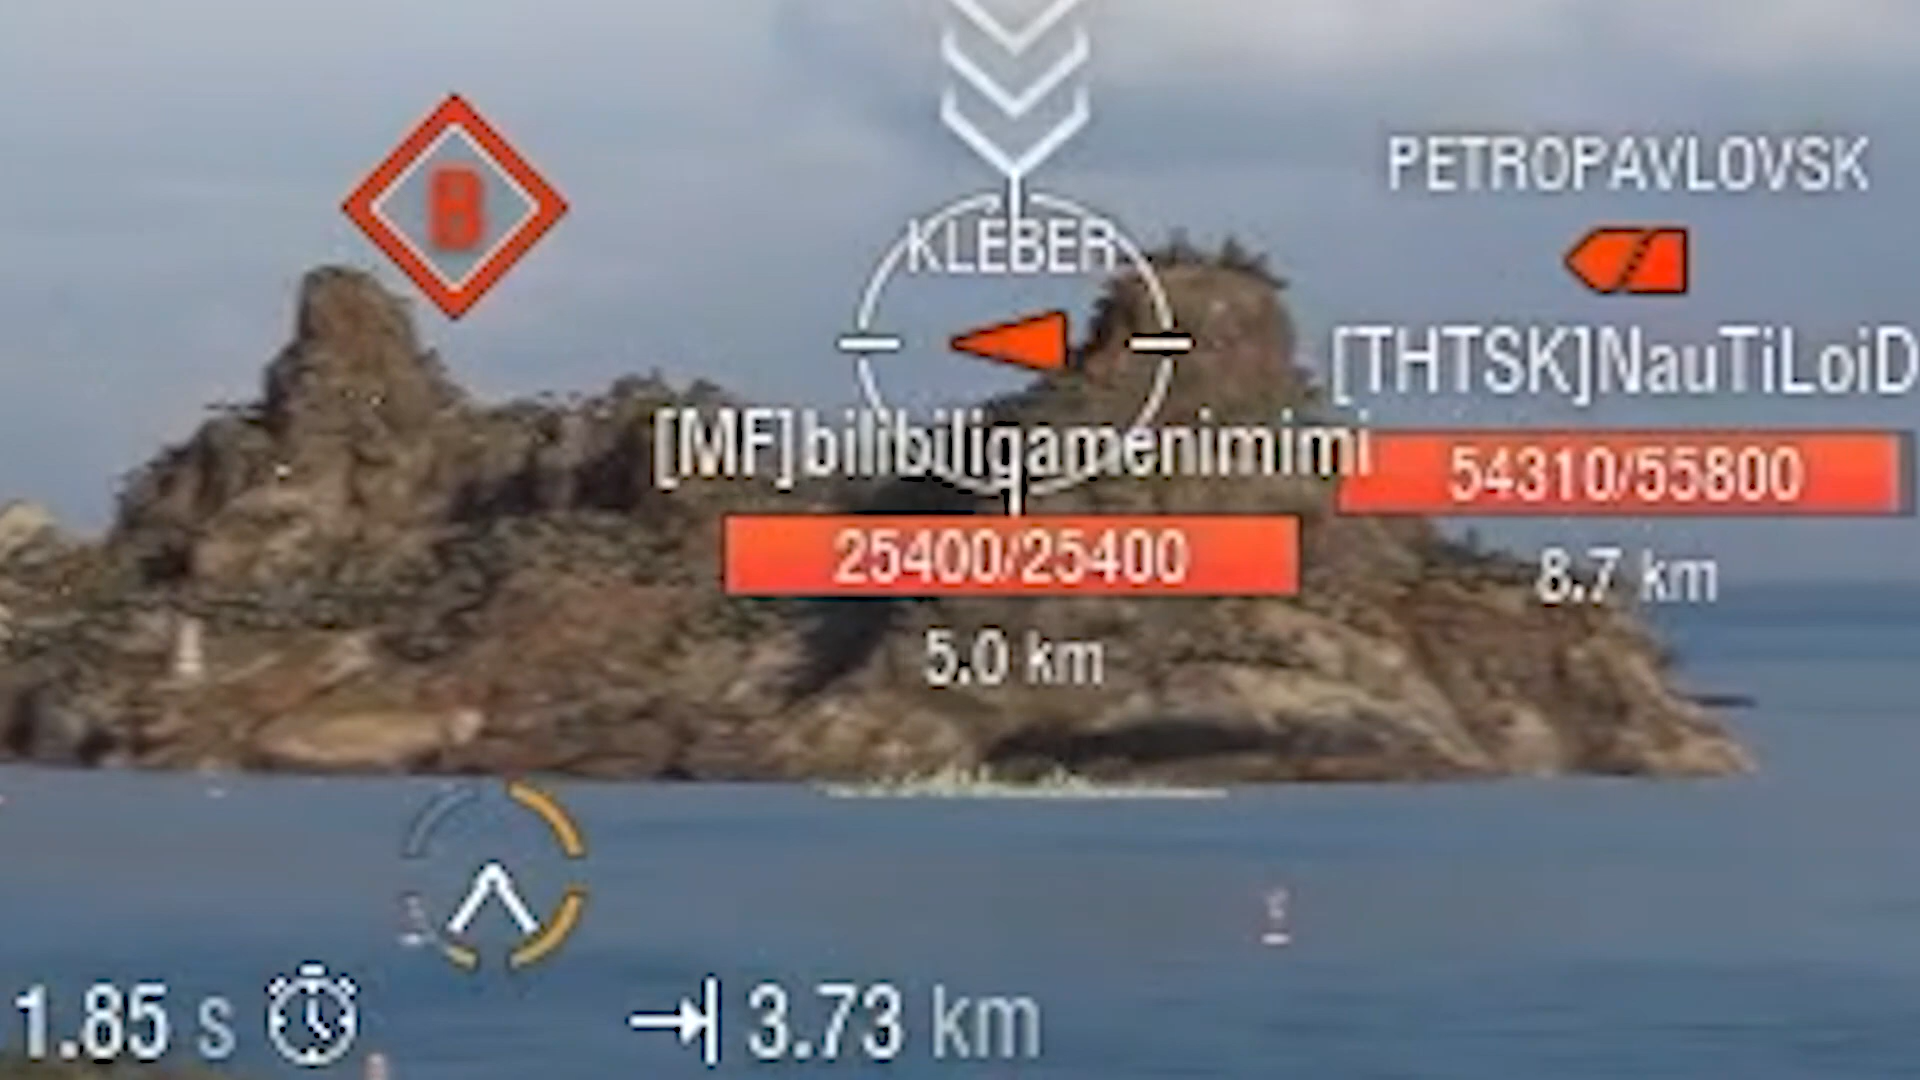 B
KLÉBER
[MF]bilibiligamenimimi
25400/25400
5.0 km
PETROPAVLOVSK
[THTSK]NauTiLoiD
54310/55800
8.7 km
1.85 s
3.73 km